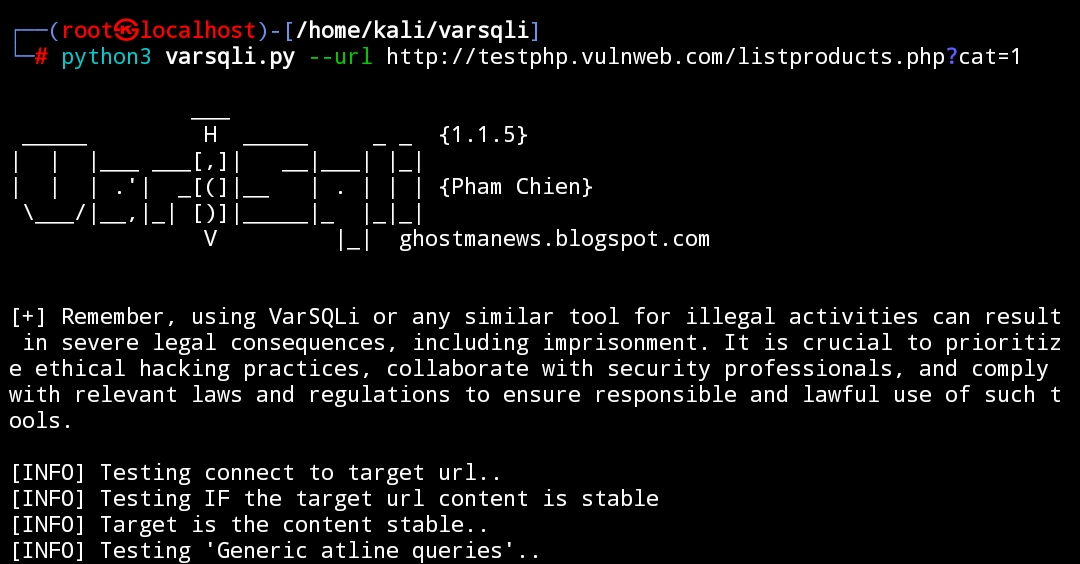 ┌──(root㉿localhost)-[/home/kali/varsqli]
└─# python3 varsqli.py --url http://testphp.vulnweb.com/listproducts.php?cat=1
               ___
 _____         H  _____     _ _  {1.1.5}
|  |  |___ ___[,]|   __|___| |_|
|  |  | .'|  _[(]|__   | . | | | {Pham Chien}
 \___/|__,|_| [)]|_____|_  |_|_|
               V         |_|  ghostmanews.blogspot.com
[+] Remember, using VarSQLi or any similar tool for illegal activities can result
 in severe legal consequences, including imprisonment. It is crucial to prioritiz
e ethical hacking practices, collaborate with security professionals, and comply
with relevant laws and regulations to ensure responsible and lawful use of such t
ools.
[INFO] Testing connect to target url..
[INFO] Testing IF the target url content is stable
[INFO] Target is the content stable..
[INFO] Testing 'Generic atline queries'..